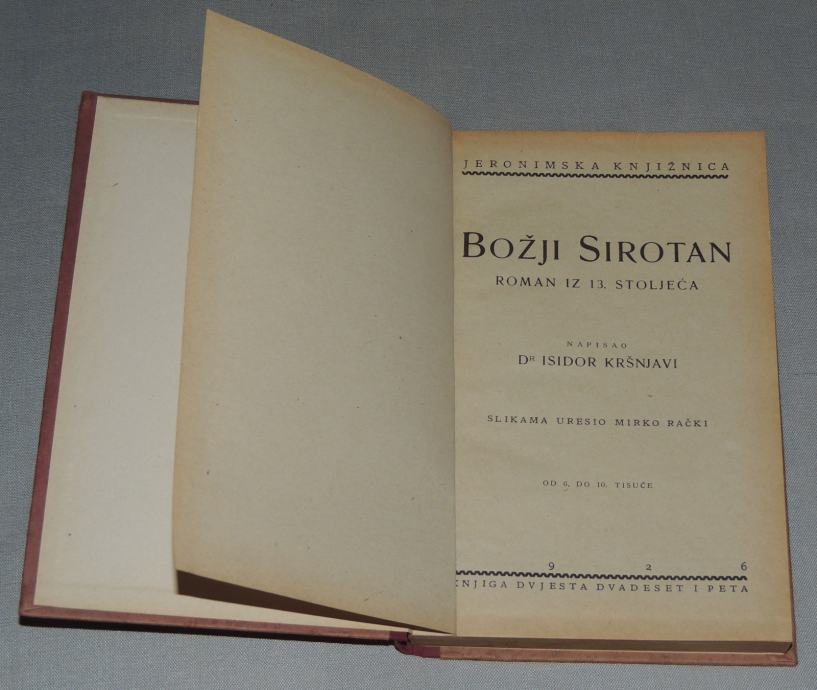 JERONIMSKA KNJIŽNICA
BOŽJI SIROTAN
ROMAN IZ 13. STOLJEĆA
NAPISAO
DR ISIDOR KRŠNJAVI
SLIKAMA URESIO MIRKO RAČKI
OD 6. DO 10. TISUĆE
9 2 6
KNJIGA DVJESTA DVADESET I PETA